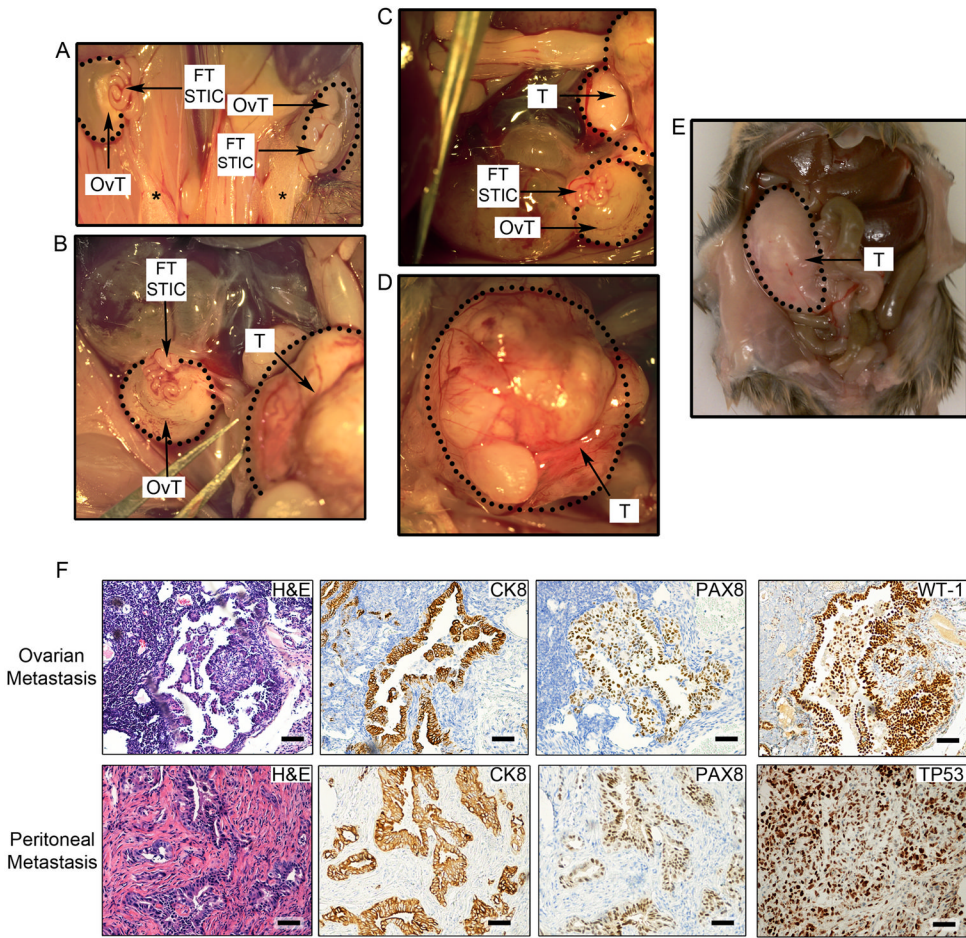 A
FT
STIC
OvT
OvT
FT
STIC
*
*
B
FT
STIC
T
OvT
C
T
FT
STIC
OvT
D
T
E
T
F
H&E
CK8
PAX8
WT-1
Ovarian
Metastasis
H&E
CK8
PAX8
TP53
Peritoneal
Metastasis